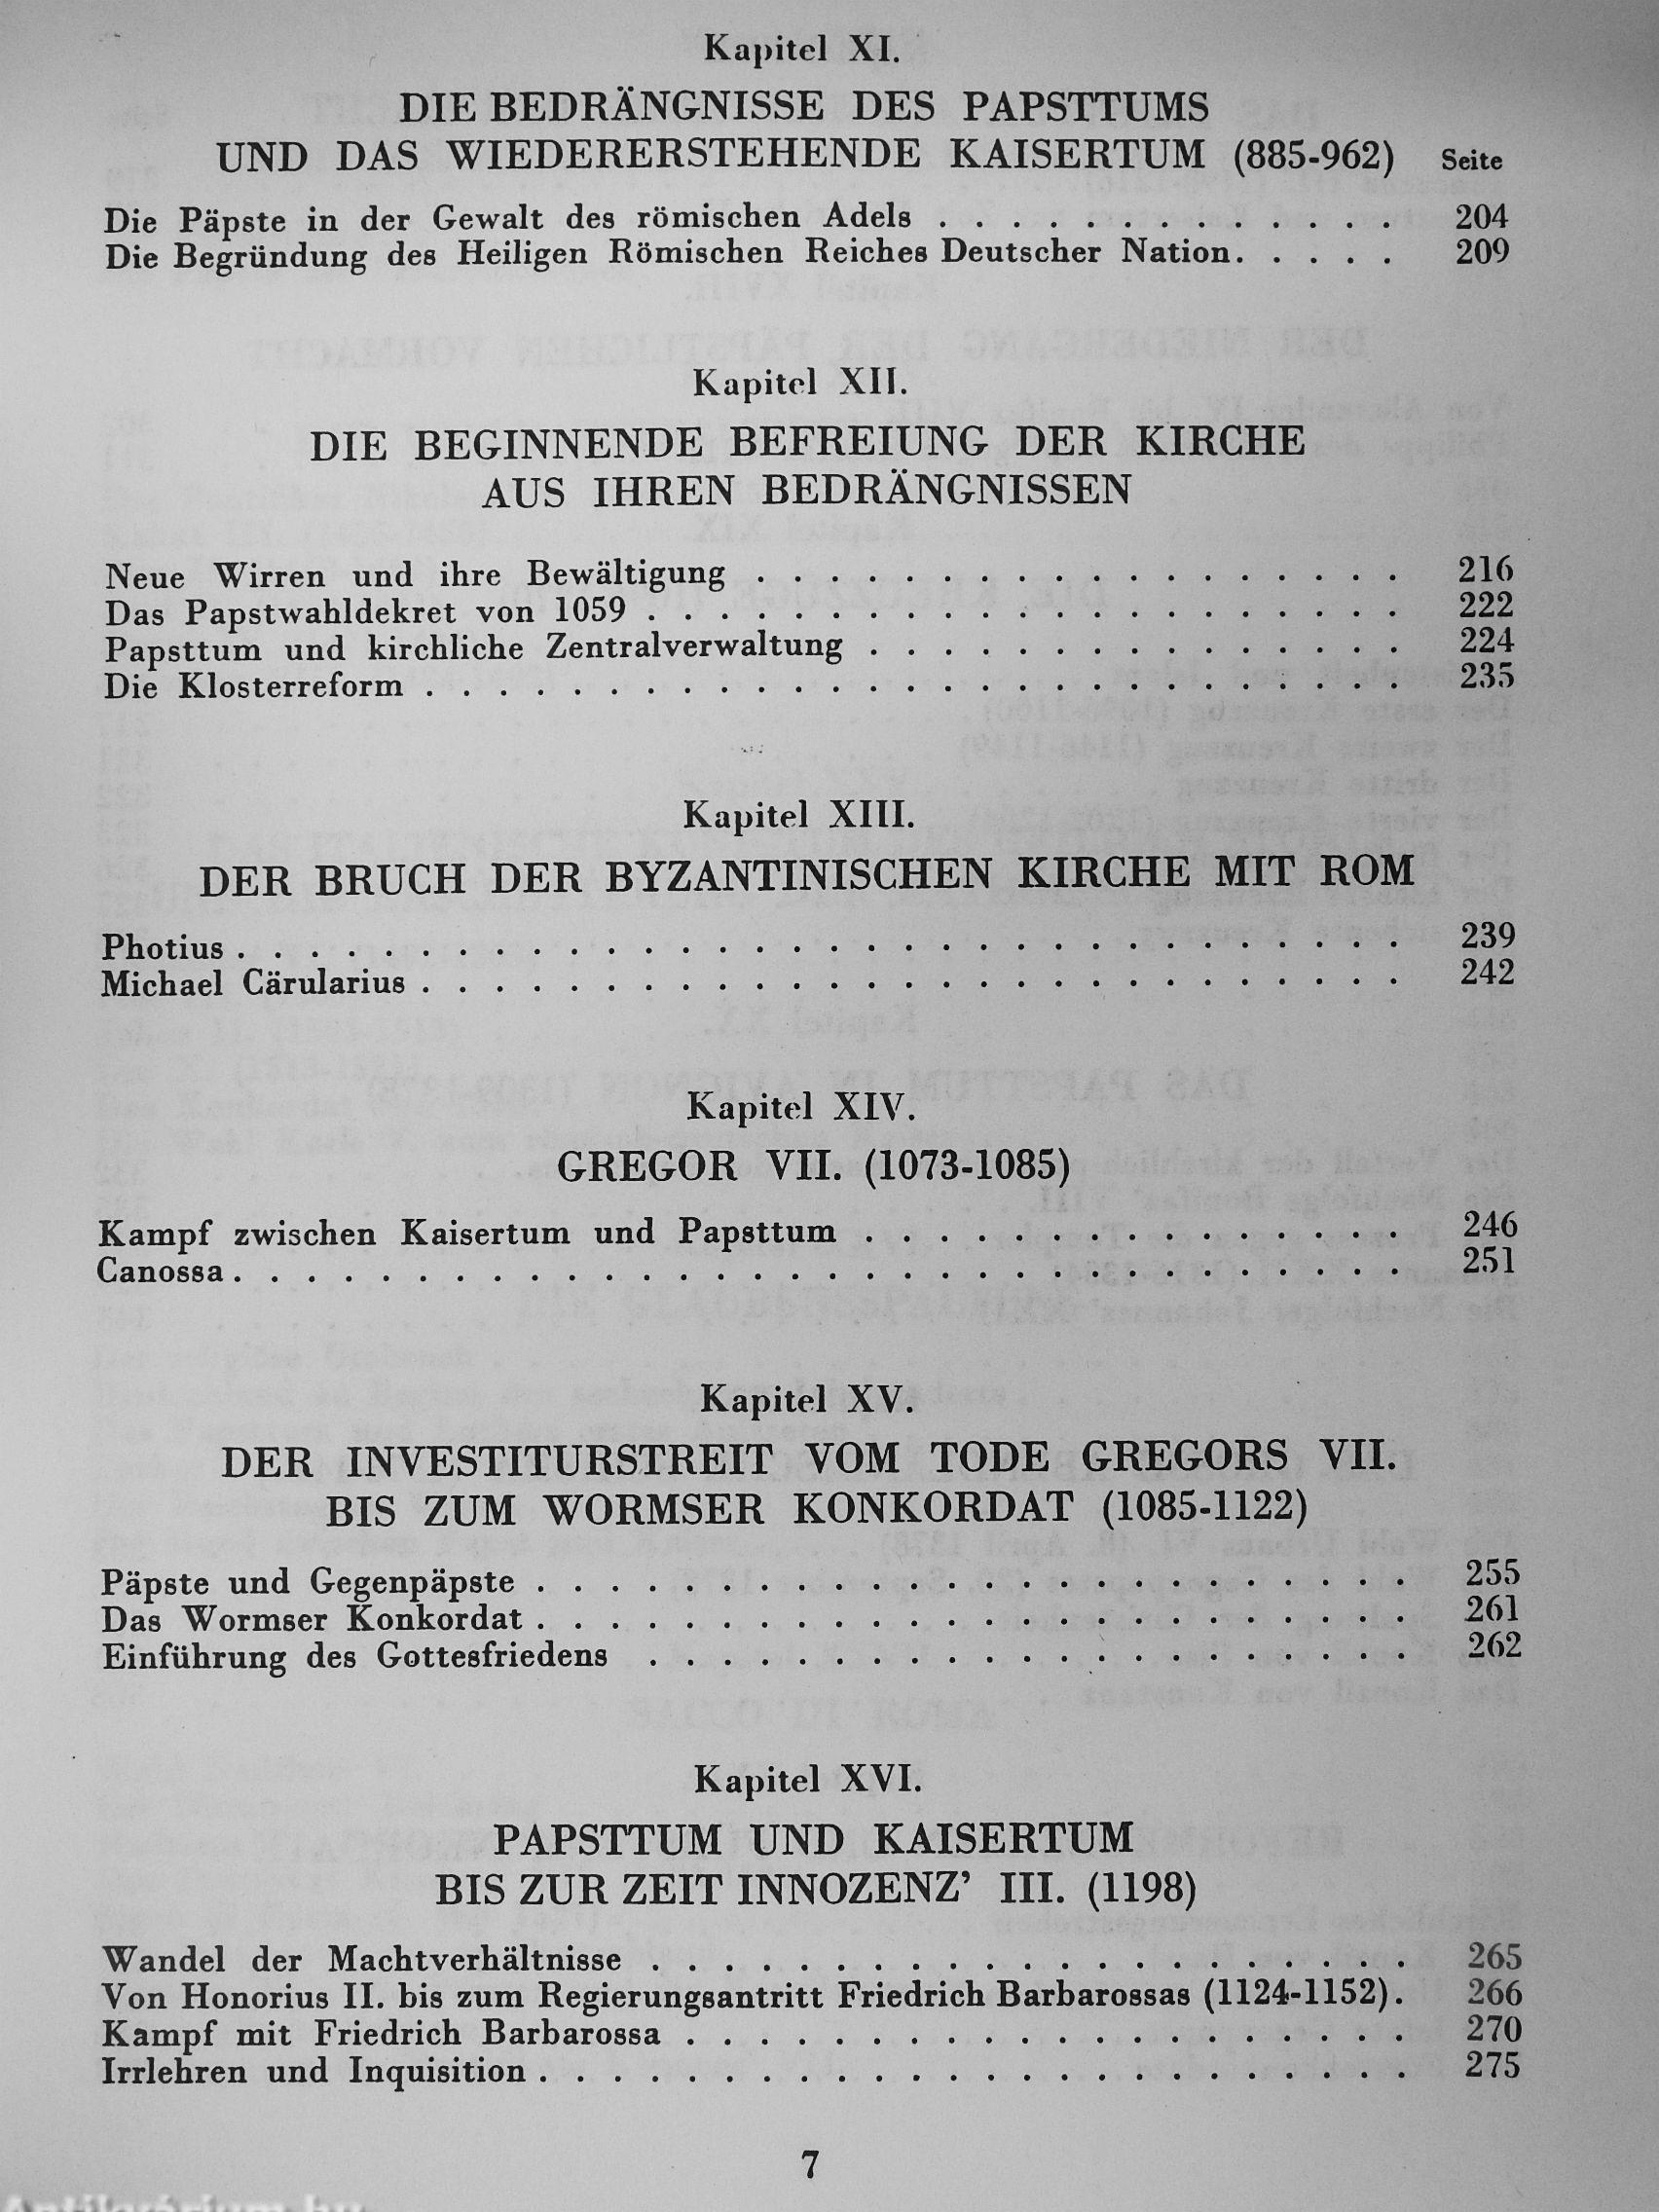 Kapitel XI.
DIE BEDRÄNGNISSE DES PAPSTTUMS
UND DAS WIEDERERSTEHENDE KAISERTUM (885-962) Seite
Die Päpste in der Gewalt des römischen Adels . . . . . . . . . . . . . 204
Die Begründung des Heiligen Römischen Reiches Deutscher Nation. . . . . 209
Kapitel XII.
DIE BEGINNENDE BEFREIUNG DER KIRCHE
AUS IHREN BEDRÄNGNISSEN
Neue Wirren und ihre Bewältigung . . . . . . . . . . . . . . . . . . 216
Das Papstwahldekret von 1059 . . . . . . . . . . . . . . . . . . . . . 222
Papsttum und kirchliche Zentralverwaltung . . . . . . . . . . . . . . . 224
Die Klosterreform . . . . . . . . . . . . . . . . . . . . . . . . . . . 235
Kapitel XIII.
DER BRUCH DER BYZANTINISCHEN KIRCHE MIT ROM
Photius . . . . . . . . . . . . . . . . . . . . . . . . . . . . . . . . 239
Michael Cärularius . . . . . . . . . . . . . . . . . . . . . . . . . . . 242
Kapitel XIV.
GREGOR VII. (1073-1085)
Kampf zwischen Kaisertum und Papsttum . . . . . . . . . . . . . . . 246
Canossa . . . . . . . . . . . . . . . . . . . . . . . . . . . . . . . . 251
Kapitel XV.
DER INVESTITURSTREIT VOM TODE GREGORS VII.
BIS ZUM WORMSER KONKORDAT (1085-1122)
Päpste und Gegenpäpste . . . . . . . . . . . . . . . . . . . . . . . . 255
Das Wormser Konkordat . . . . . . . . . . . . . . . . . . . . . . . . 261
Einführung des Gottesfriedens . . . . . . . . . . . . . . . . . . . . . 262
Kapitel XVI.
PAPSTTUM UND KAISERTUM
BIS ZUR ZEIT INNOZENZ’ III. (1198)
Wandel der Machtverhältnisse . . . . . . . . . . . . . . . . . . . . . 265
Von Honorius II. bis zum Regierungsantritt Friedrich Barbarossas (1124-1152). 266
Kampf mit Friedrich Barbarossa . . . . . . . . . . . . . . . . . . . . 270
Irrlehren und Inquisition . . . . . . . . . . . . . . . . . . . . . . . . 275
7